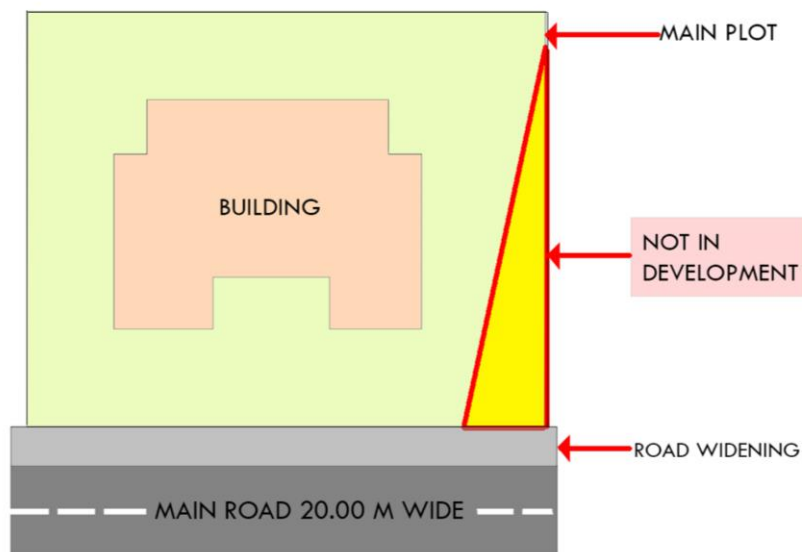 MAIN PLOT
BUILDING
NOT IN
DEVELOPMENT
ROAD WIDENING
MAIN ROAD 20.00 M WIDE